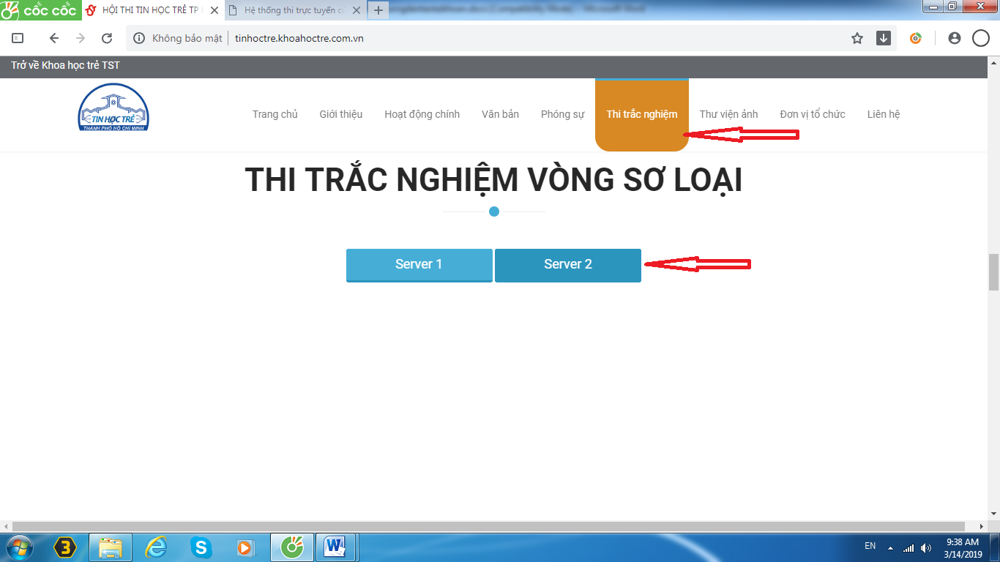 cốc cốc
HỘI THI TIN HỌC TRẺ TP
Hệ thống thi trực tuyến
Không bảo mật
tinhoctre.khoahoctre.com.vn
Trở về Khoa học trẻ TST
TIN HỌC TRẺ
THÀNH PHỐ HỒ CHÍ MINH
Trang chủ
Giới thiệu
Hoạt động chính
Văn bản
Phóng sự
Thi trắc nghiệm
Thư viện ảnh
Đơn vị tổ chức
Liên hệ
THI TRẮC NGHIỆM VÒNG SƠ LOẠI
Server 1
Server 2
3
EN
9:38 AM
3/14/2019